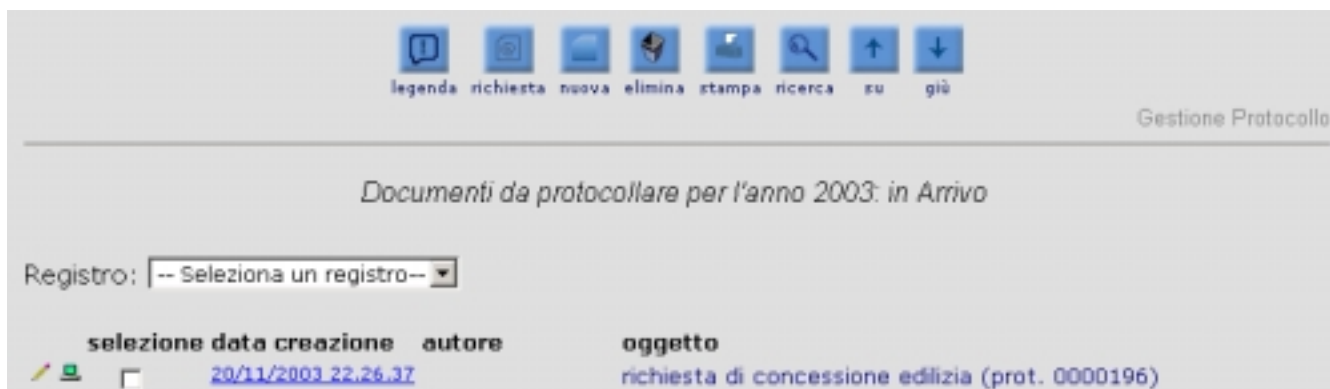 legenda richiesta nuova elimina stampa ricerca su giù
Gestione Protocollo
Documenti da protocollare per l'anno 2003: in Arrivo
Registro: -- Seleziona un registro--
selezione data creazione autore oggetto
20/11/2003 22.26.37 richiesta di concessione edilizia (prot. 0000196)